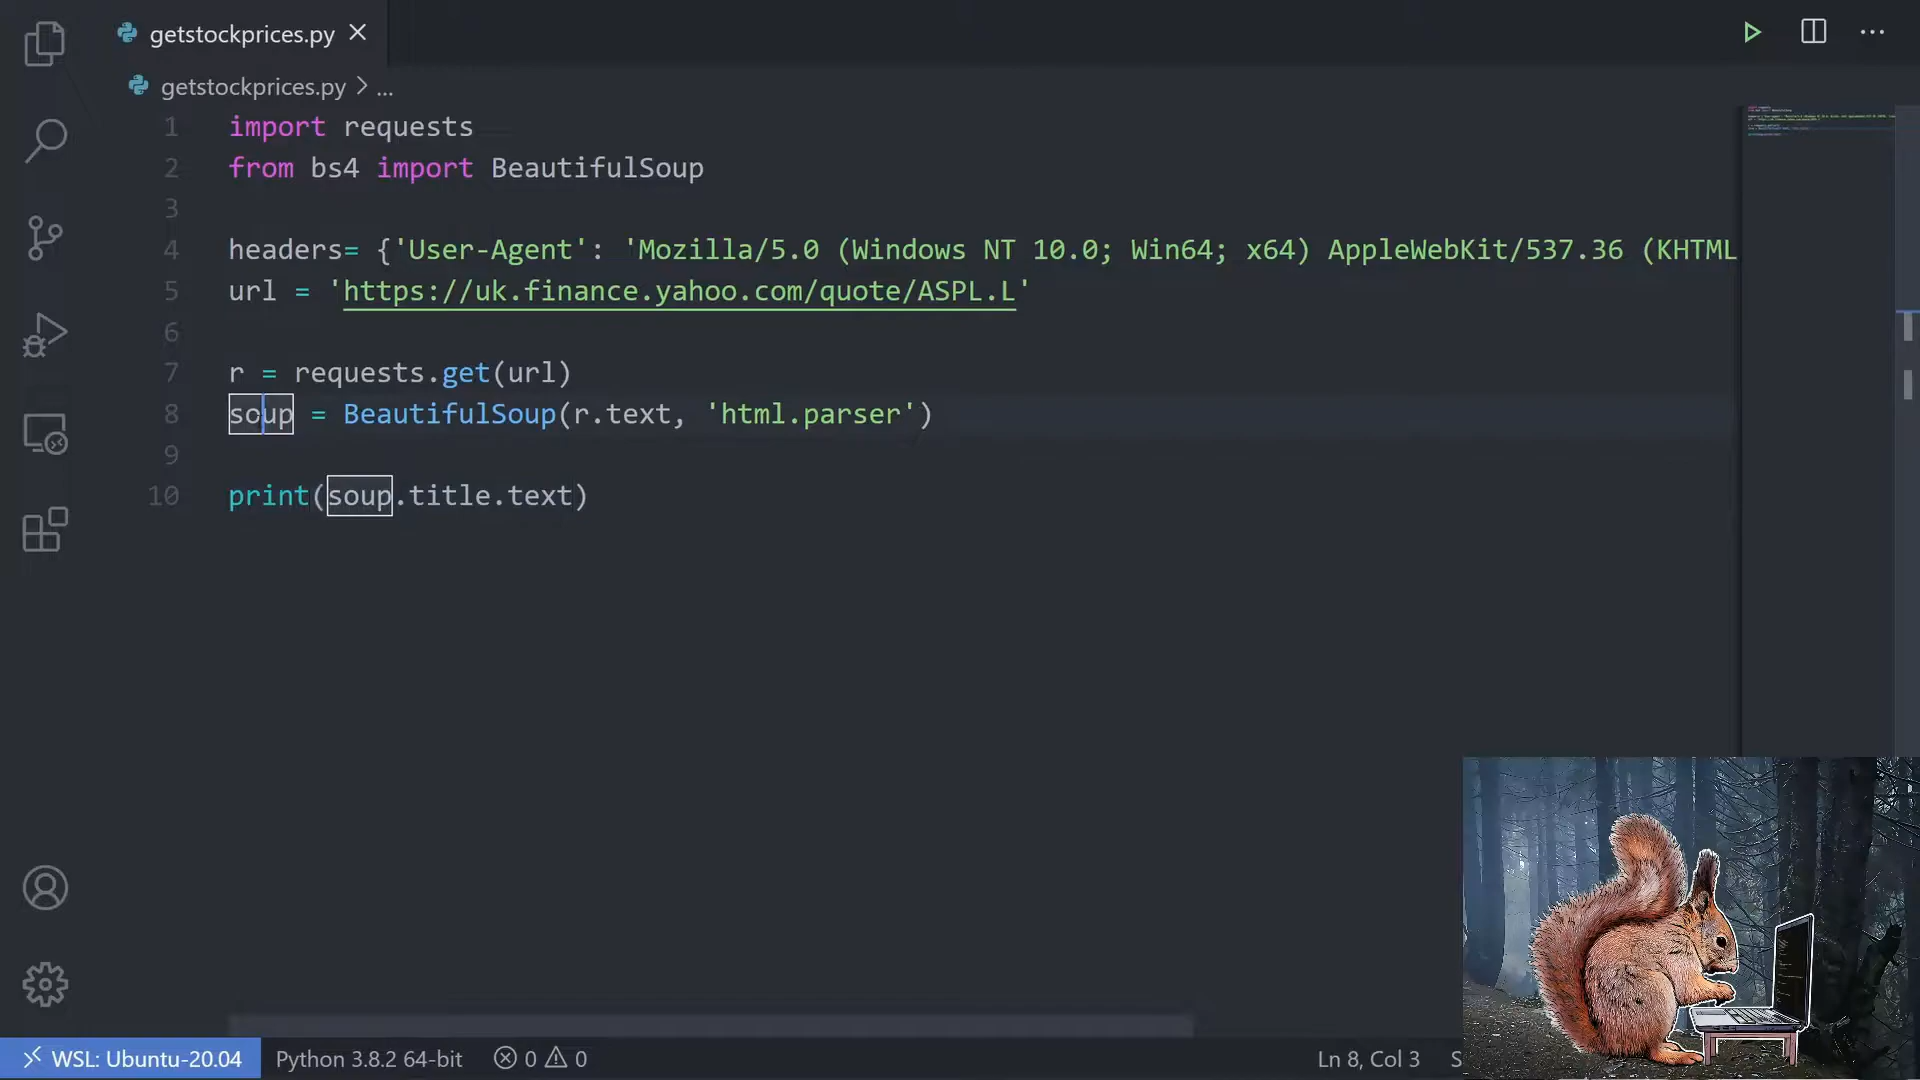 getstockprices.py
getstockprices.py > ...
1 import requests
2 from bs4 import BeautifulSoup
3
4 headers= {'User-Agent': 'Mozilla/5.0 (Windows NT 10.0; Win64; x64) AppleWebKit/537.36 (KHTML
5 url = 'https://uk.finance.yahoo.com/quote/ASPL.L'
6
7 r = requests.get(url)
8 soup = BeautifulSoup(r.text, 'html.parser')
9
10 print(soup.title.text)
WSL: Ubuntu-20.04 Python 3.8.2 64-bit 0 0 Ln 8, Col 3 S